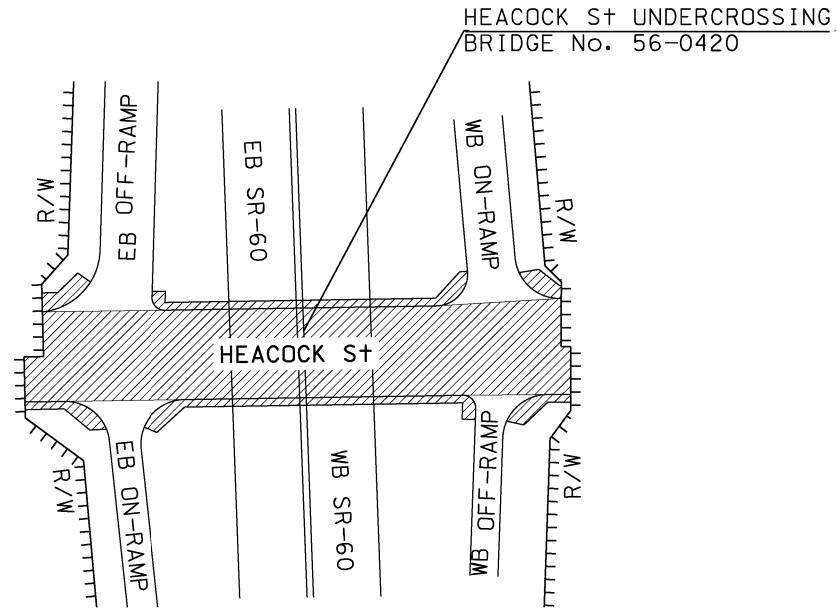 HEACOCK St UNDERCROSSING
BRIDGE No. 56-0420
EB OFF-RAMP
EB SR-60
WB ON-RAMP
R/W
R/W
HEACOCK St
EB ON-RAMP
WB SR-60
WB OFF-RAMP
R/W
R/W